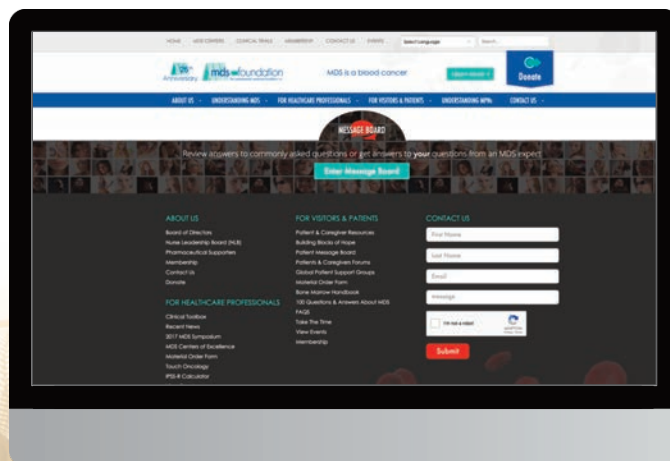 HOME MDS CENTERS CLINICAL TRIALS MEMBERSHIP CONTACT US EVENTS Select Language Search...
25th Anniversary mds foundation MDS is a blood cancer Donate
ABOUT US UNDERSTANDING MDS FOR HEALTHCARE PROFESSIONALS FOR VISITORS & PATIENTS UNDERSTANDING MPNs CONTACT US
MESSAGE BOARD
Review answers to commonly asked questions or get answers to your questions from an MDS expert
Enter Message Board
ABOUT US
Board of Directors
Nurse Leadership Board (NLB)
Pharmaceutical Supporters
Membership
Contact Us
Donate
FOR HEALTHCARE PROFESSIONALS
Clinical Toolbox
Recent News
2017 MDS Symposium
MDS Centers of Excellence
Material Order Form
Touch Oncology
IPSS-R Calculator
FOR VISITORS & PATIENTS
Patient & Caregiver Resources
Building Blocks of Hope
Patient Message Board
Patients & Caregivers Forums
Global Patient Support Groups
Material Order Form
Bone Marrow Handbook
100 Questions & Answers About MDS
FAQS
Take The Time
View Events
Membership
CONTACT US
First Name
Last Name
Email
Message
I'm not a robot
Submit